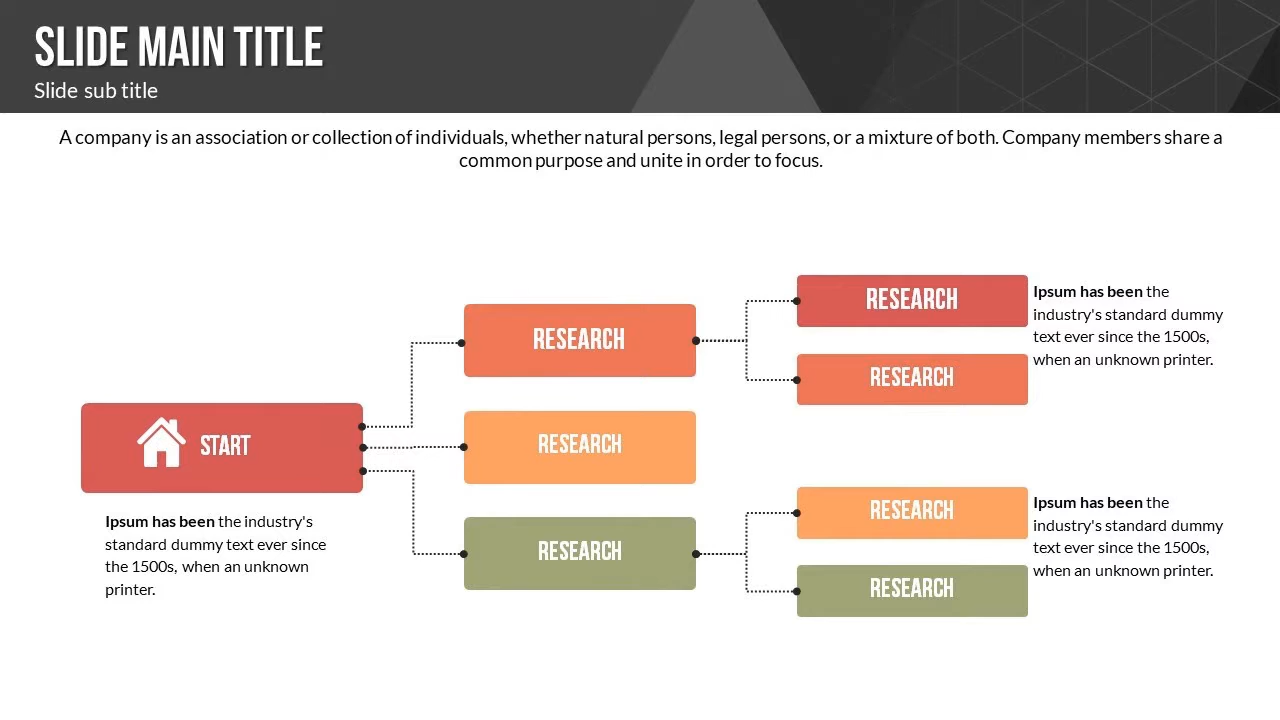 SLIDE MAIN TITLE
Slide sub title
A company is an association or collection of individuals, whether natural persons, legal persons, or a mixture of both. Company members share a
common purpose and unite in order to focus.
START
Ipsum has been the industry's
standard dummy text ever since
the 1500s, when an unknown
printer.
RESEARCH
RESEARCH
RESEARCH
RESEARCH
RESEARCH
Ipsum has been the
industry's standard dummy
text ever since the 1500s,
when an unknown printer.
RESEARCH
RESEARCH
Ipsum has been the
industry's standard dummy
text ever since the 1500s,
when an unknown printer.